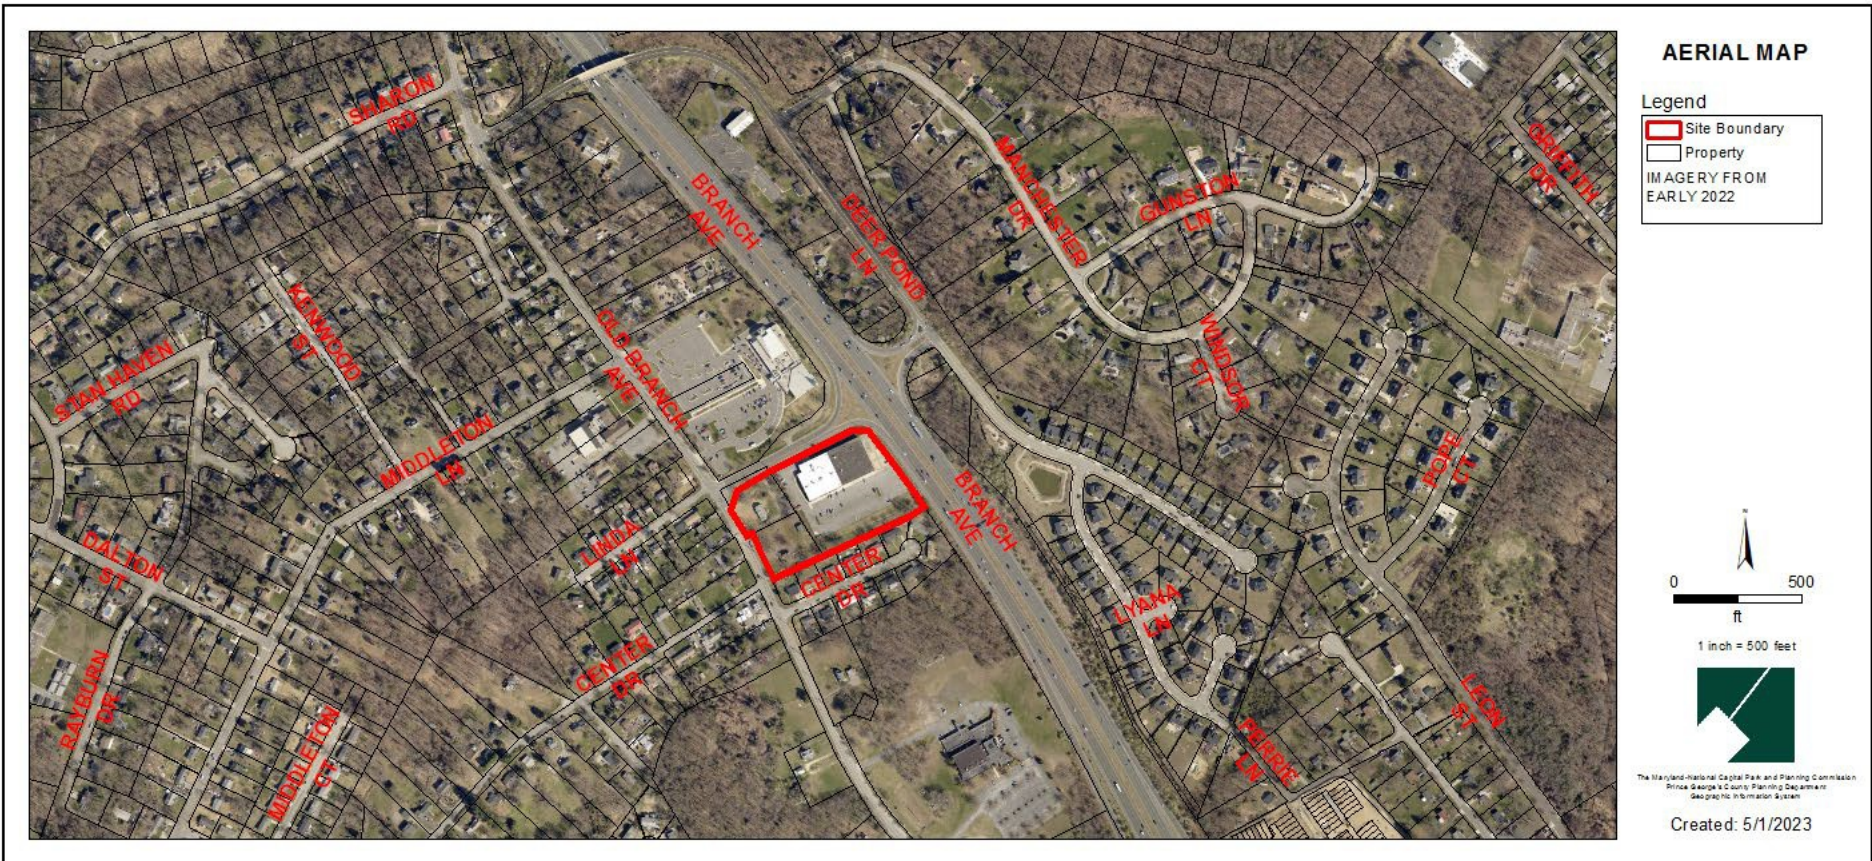 AERIAL MAP
Legend
Site Boundary
Property
IMAGERY FROM
EARLY 2022
SHARON
RD
BRANCH
AVE
DEER POND
LN
MANCHESTER
DR
GUNSTON
LN
GRIFFITH
DR
KENWOOD
ST
OLD BRANCH
AVE
WINDSOR
CT
STAN HAVEN
RD
MIDDLETON
LN
POPE
CT
BRANCH
AVE
LINDA
LN
CENTER
DR
DALTON
ST
LYANA
LN
CENTER
DR
RAYBURN
DR
MIDDLETON
CT
PERRIE
LN
LEON
ST
N
0 500
ft
1 inch = 500 feet
The Maryland-National Capital Park and Planning Commission
Prince George's County Planning Department
Geographic Information System
Created: 5/1/2023